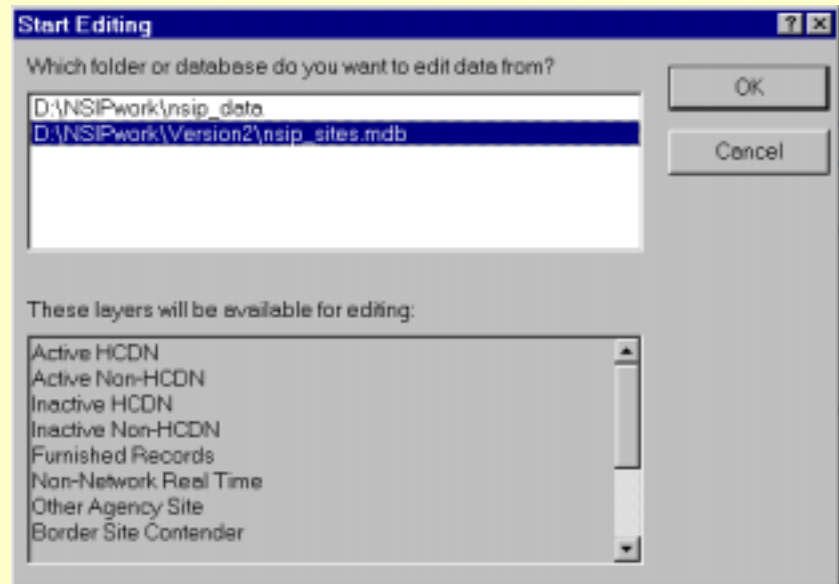 Start Editing
Which folder or database do you want to edit data from?
OK
D:\NSIPwork\nsip_data
D:\NSIPwork\Version2\nsip_sites.mdb
Cancel
These layers will be available for editing:
Active HCDN
Active Non-HCDN
Inactive HCDN
Inactive Non-HCDN
Furnished Records
Non-Network Real Time
Other Agency Site
Border Site Contender